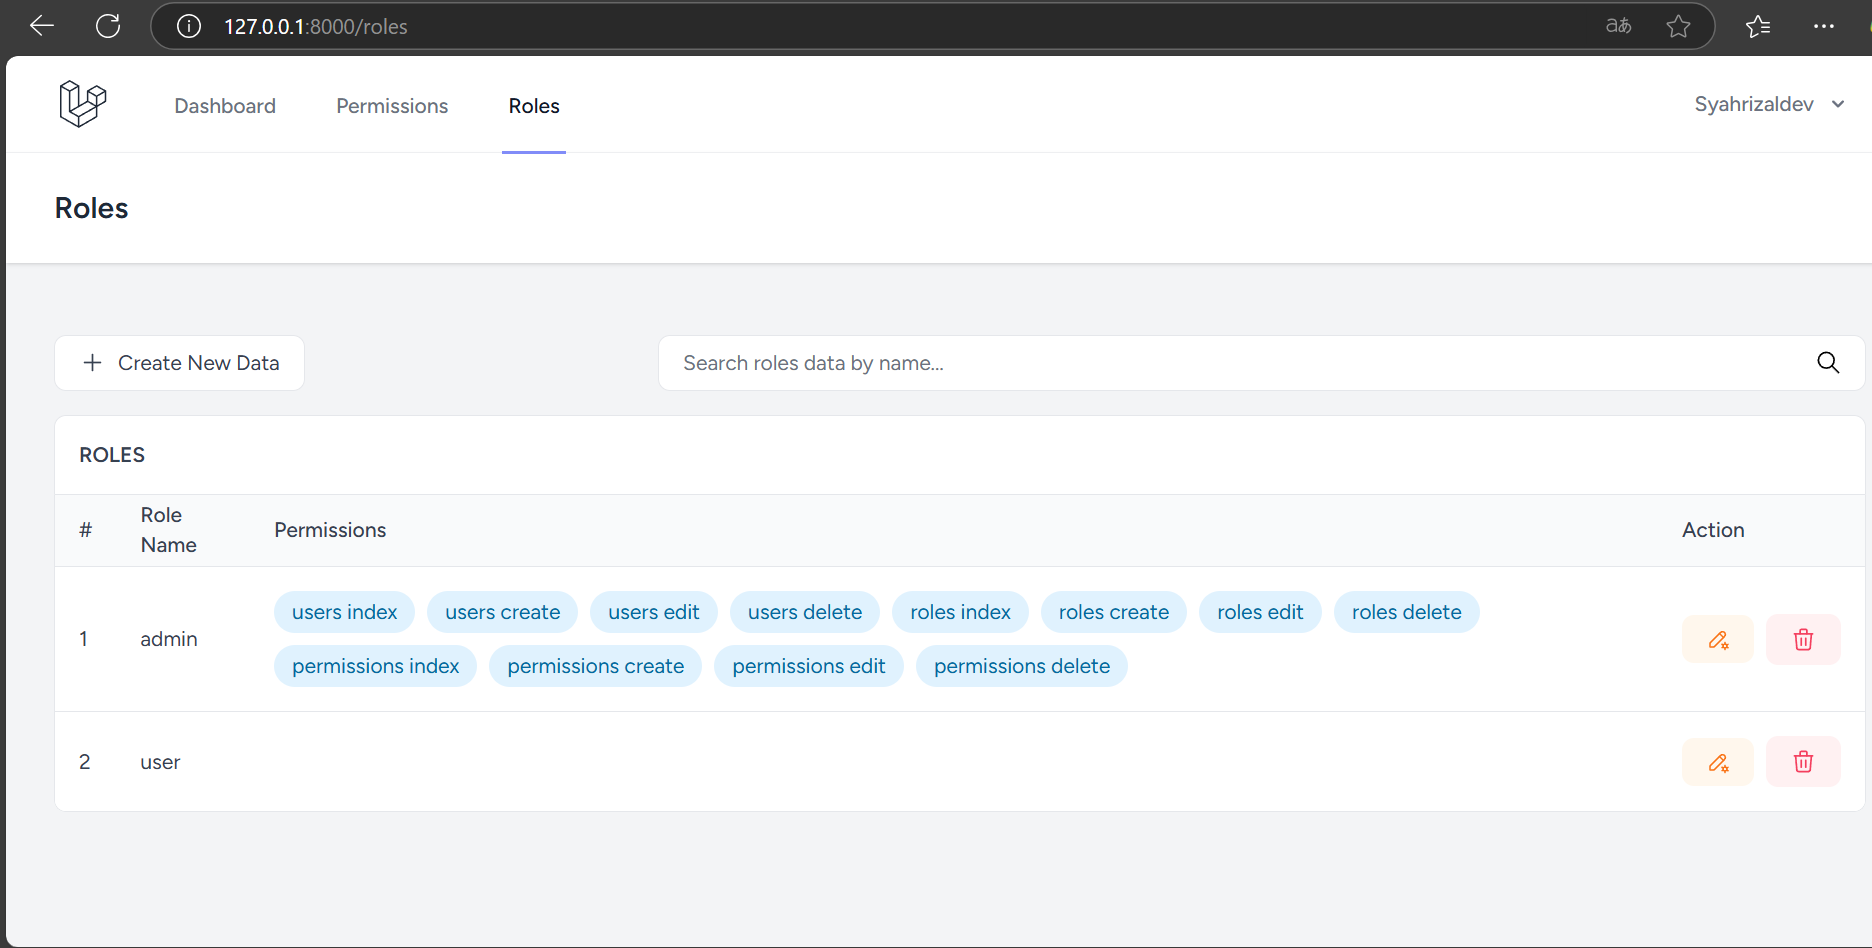 127.0.0.1:8000/roles
aあ
Dashboard Permissions Roles Syahrizaldev
Roles
+ Create New Data Search roles data by name...
ROLES
# Role Name Permissions Action
1 admin users index users create users edit users delete roles index roles create roles edit roles delete
permissions index permissions create permissions edit permissions delete
2 user